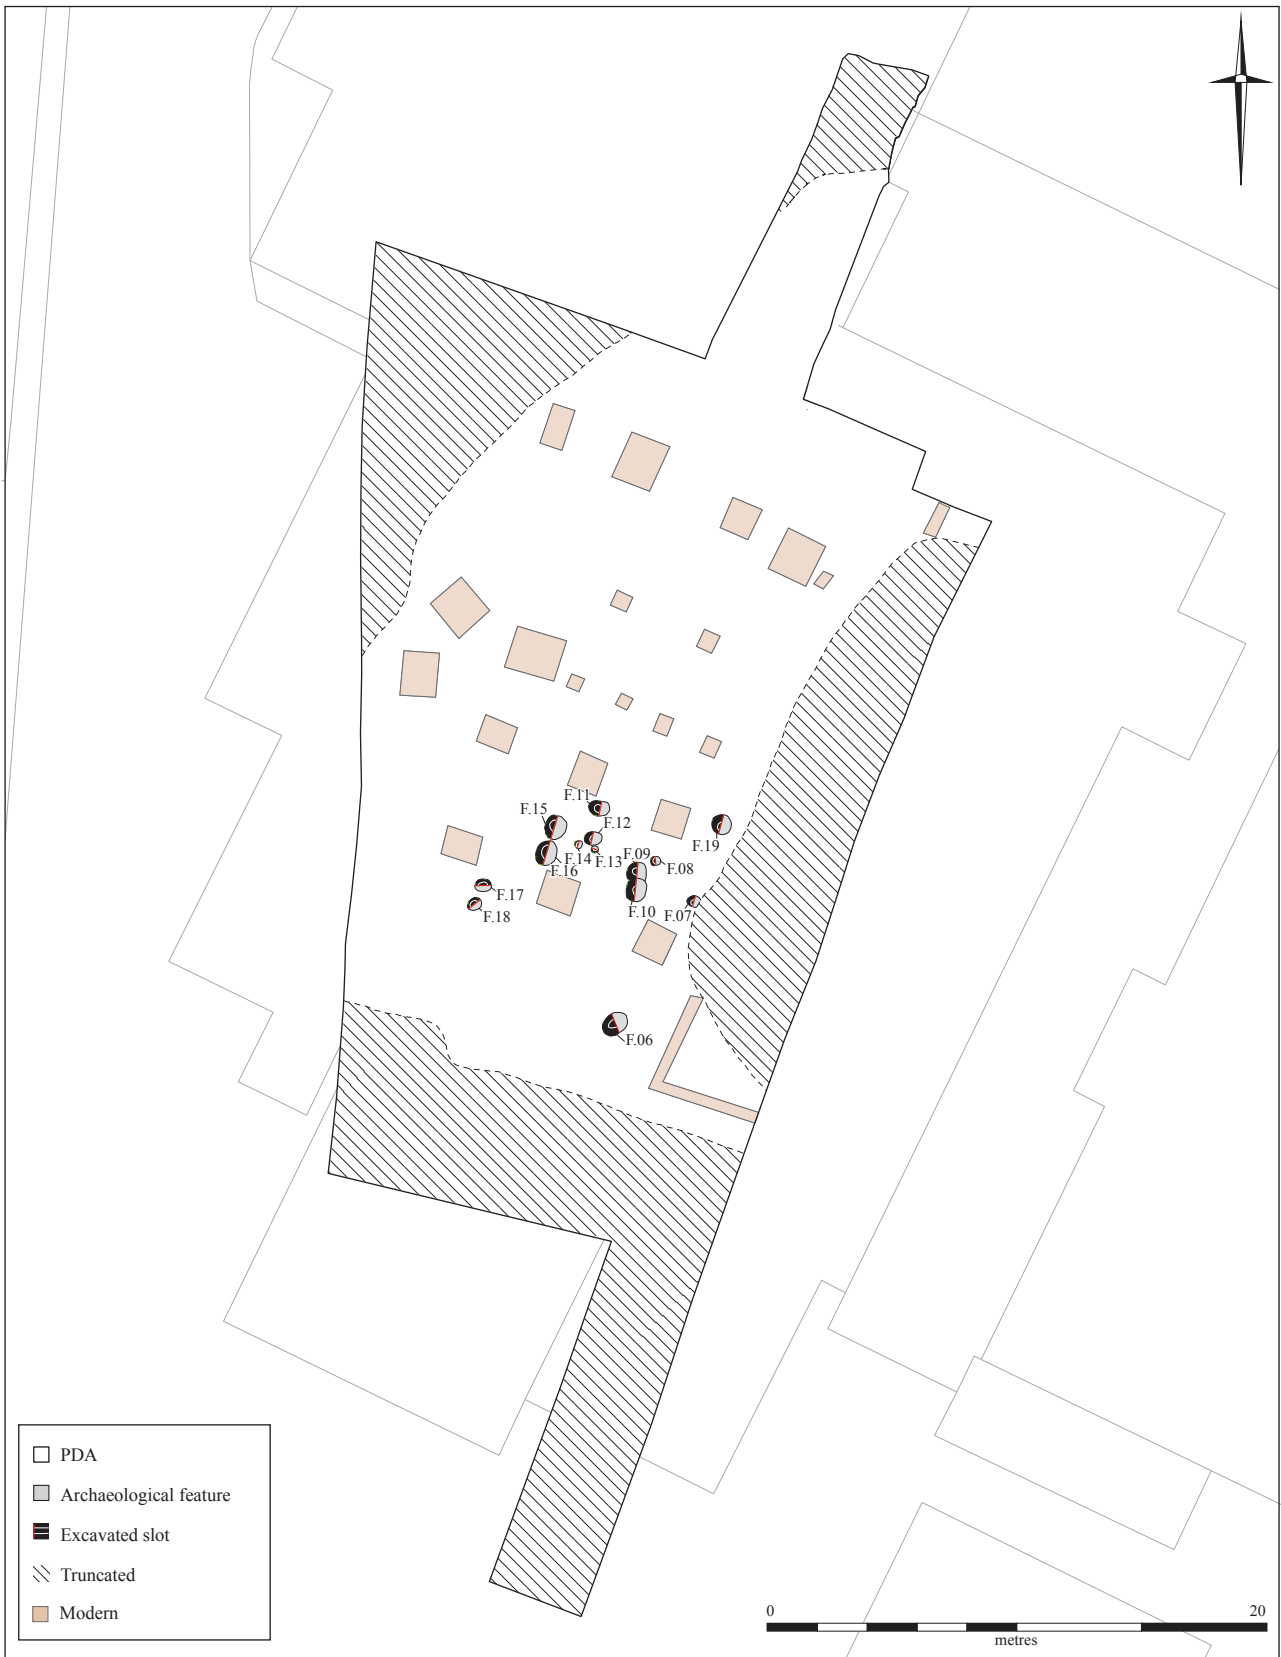 F.11
F.15
F.12
F.19
F.14
F.13
F.09
F.08
F.16
F.17
F.10
F.07
F.18
F.06
PDA
Archaeological feature
Excavated slot
Truncated
Modern
0 20
metres